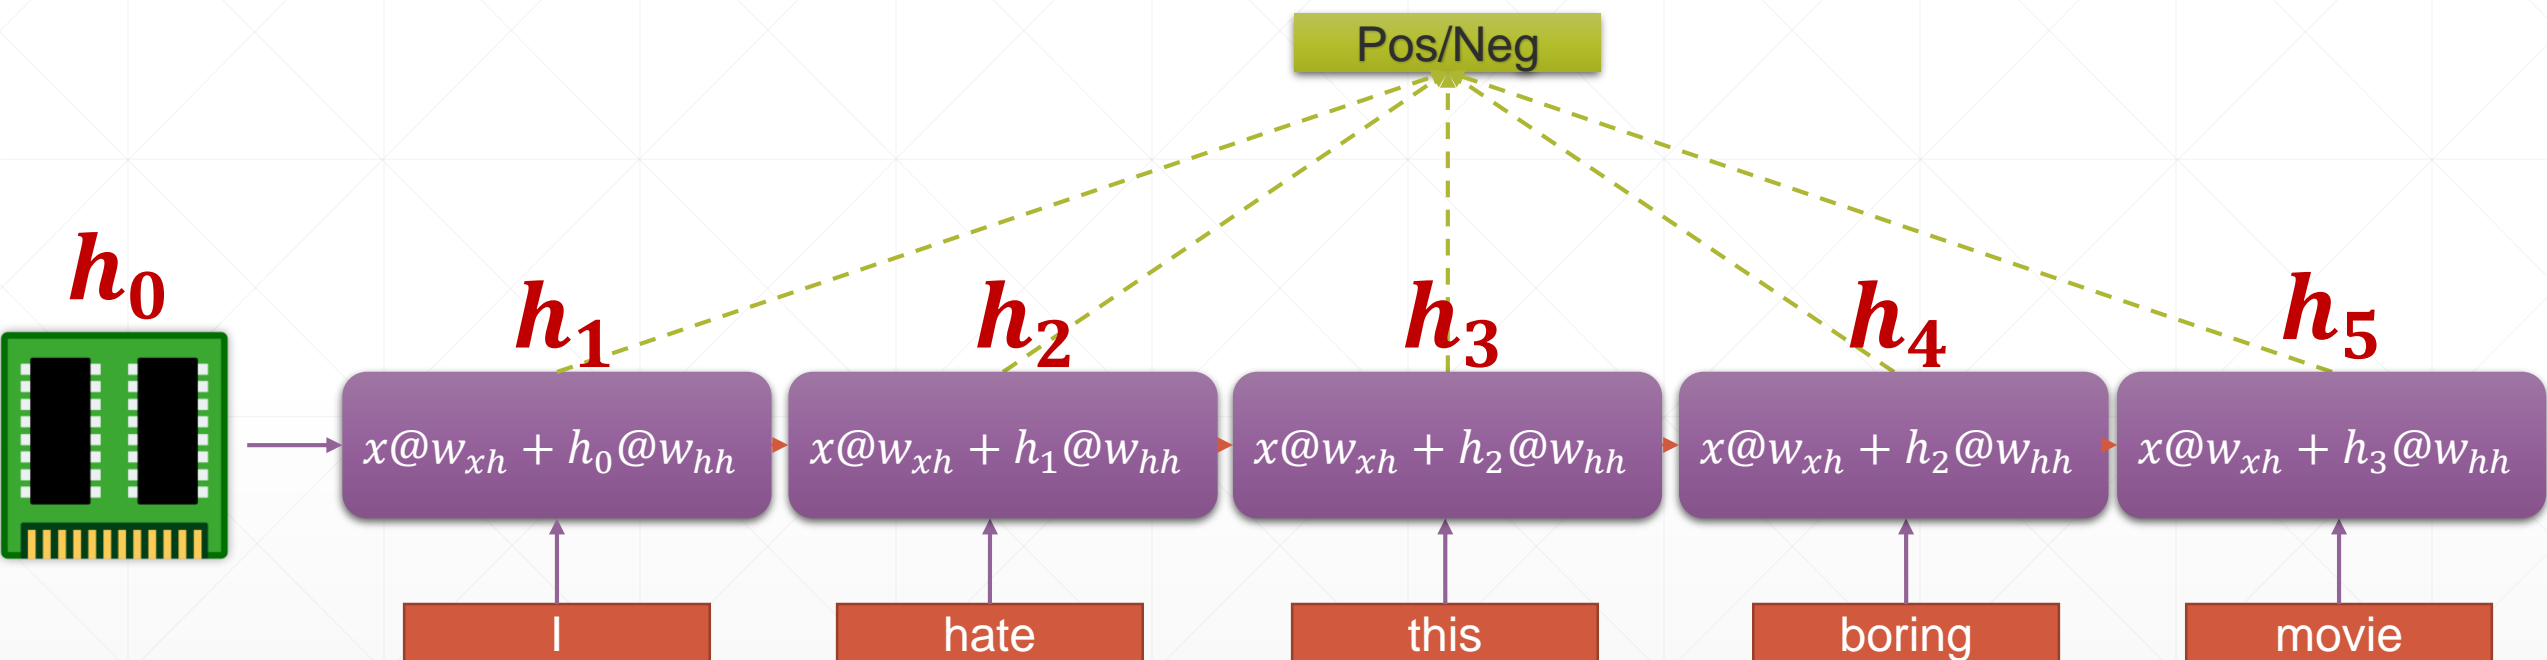 Pos/Neg
h₀
h₁
h₂
h₃
h₄
h₅
x@wₓₕ + h₀@wₕₕ
x@wₓₕ + h₁@wₕₕ
x@wₓₕ + h₂@wₕₕ
x@wₓₕ + h₂@wₕₕ
x@wₓₕ + h₃@wₕₕ
I
hate
this
boring
movie